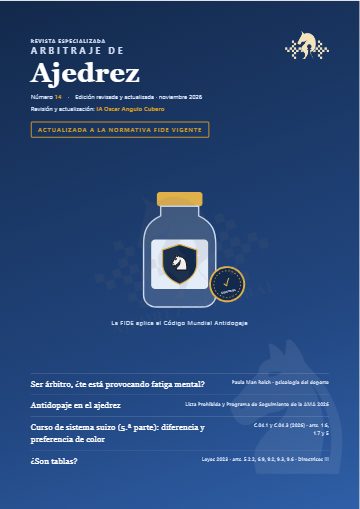 REVISTA ESPECIALIZADA
ARBITRAJE DE
Ajedrez
Número 14 · Edición revisada y actualizada · noviembre 2026
Revisión y actualización: IA Oscar Angulo Cubero
ACTUALIZADA A LA NORMATIVA FIDE VIGENTE
La FIDE aplica el Código Mundial Antidopaje
Ser árbitro, ¿te está provocando fatiga mental?
Paula Man Reich · psicología del deporte
Antidopaje en el ajedrez
Lista Prohibida y Programa de Seguimiento de la AMA 2026
Curso de sistema suizo (5.ª parte): diferencia y
preferencia de color
C.04.1 y C.04.3 (2026) · arts. 1.6,
1.7 y 5
¿Son tablas?
Leyes 2023 · arts. 5.2.2, 6.9, 9.2, 9.3, 9.6 · Directrices III